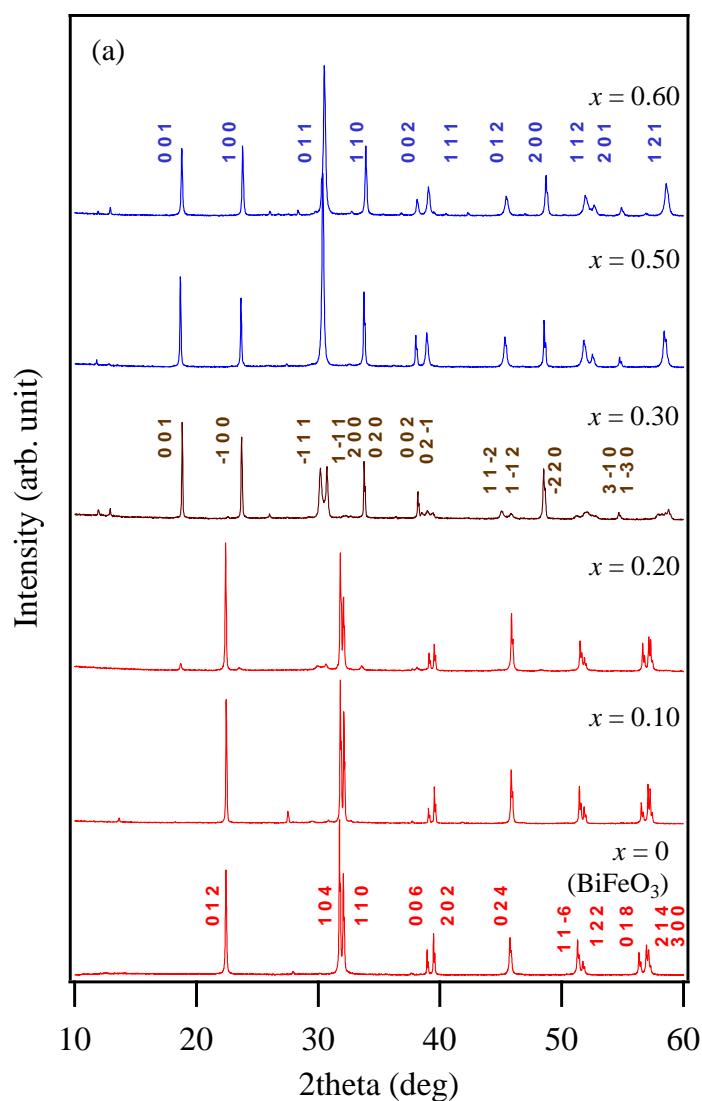 (a)
x = 0.60
0 0 1
1 0 0
0 1 1
1 1 0
0 0 2
1 1 1
0 1 2
2 0 0
1 1 2
2 0 1
1 2 1
x = 0.50
x = 0.30
0 0 1
-1 0 0
-1 1 1
1 -1 1
2 0 0
0 2 0
0 0 2
0 2 -1
1 1 -2
1 -1 2
-2 2 0
3 -1 0
1 -3 0
x = 0.20
x = 0.10
x = 0
(BiFeO3)
0 1 2
1 0 4
1 1 0
0 0 6
2 0 2
0 2 4
1 1 -6
1 2 2
0 1 8
2 1 4
3 0 0
Intensity (arb. unit)
10 20 30 40 50 60
2theta (deg)